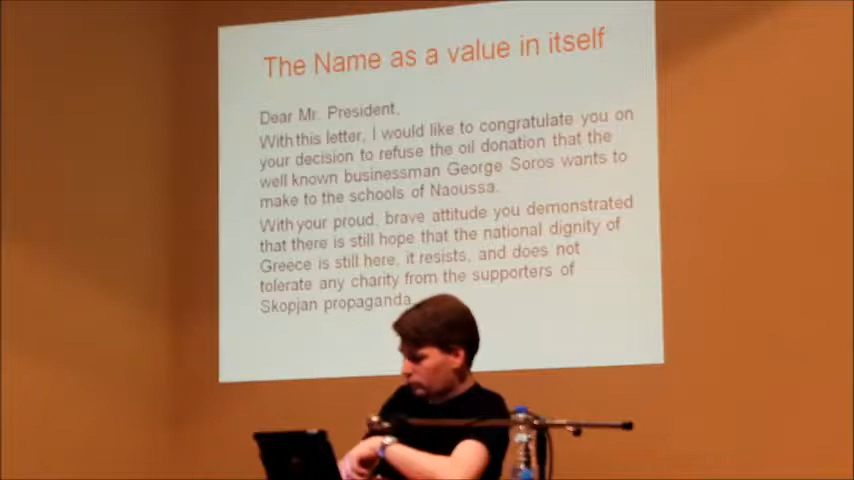 The Name as a value in itself
Dear Mr. President,
With this letter, I would like to congratulate you on
your decision to refuse the oil donation that the
well known businessman George Soros wants to
make to the schools of Naoussa.
With your proud, brave attitude you demonstrated
that there is still hope that the national dignity of
Greece is still here, it resists, and does not
tolerate any charity from the supporters of
Skopjan propaganda.